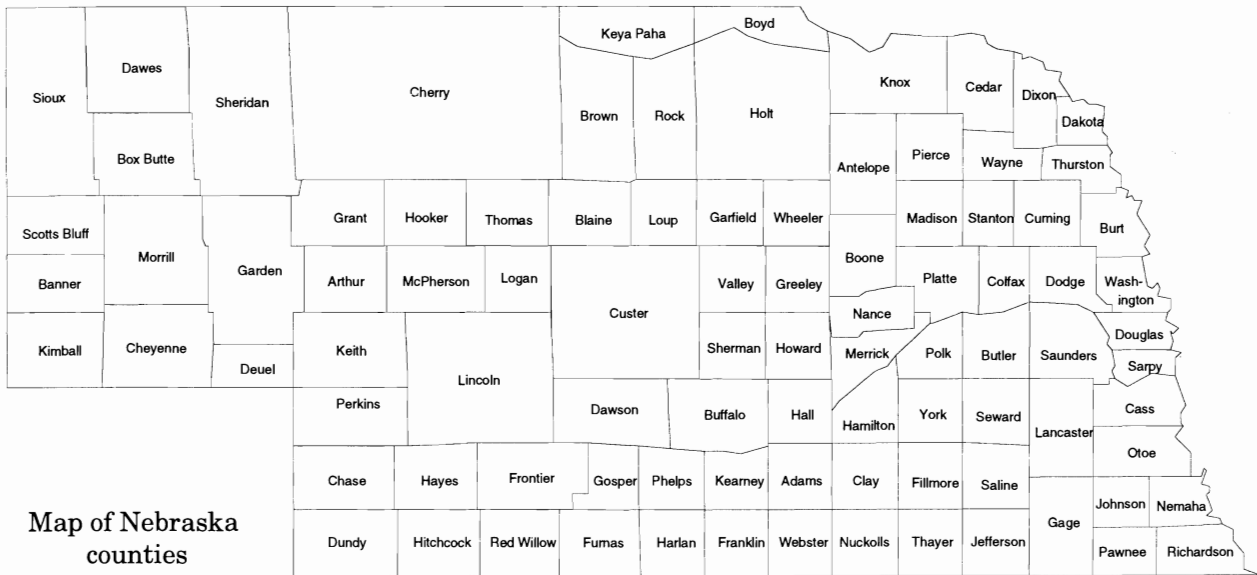 Keya Paha
Boyd
Dawes
Sioux
Sheridan
Cherry
Knox
Cedar
Dixon
Brown
Rock
Holt
Dakota
Box Butte
Antelope
Pierce
Wayne
Thurston
Grant
Hooker
Thomas
Blaine
Loup
Garfield
Wheeler
Madison
Stanton
Cuming
Burt
Scotts Bluff
Morrill
Garden
Boone
Banner
Arthur
McPherson
Logan
Valley
Greeley
Platte
Colfax
Dodge
Wash-
ington
Custer
Nance
Kimball
Cheyenne
Keith
Sherman
Howard
Merrick
Polk
Butler
Saunders
Douglas
Sarpy
Deuel
Lincoln
Perkins
Dawson
Buffalo
Hall
Hamilton
York
Seward
Lancaster
Cass
Otoe
Chase
Hayes
Frontier
Gosper
Phelps
Kearney
Adams
Clay
Fillmore
Saline
Gage
Johnson
Nemaha
Dundy
Hitchcock
Red Willow
Furnas
Harlan
Franklin
Webster
Nuckolls
Thayer
Jefferson
Pawnee
Richardson
Map of Nebraska
counties